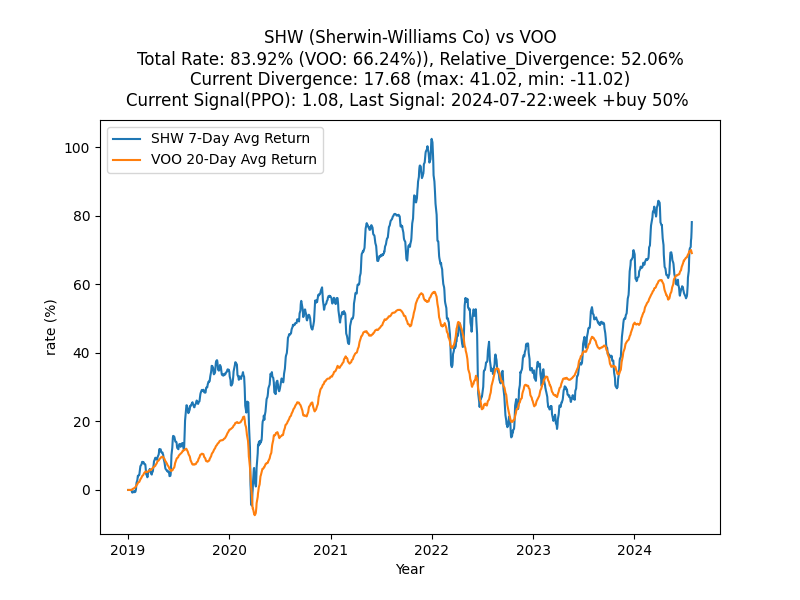 SHW (Sherwin-Williams Co) vs VOO
Total Rate: 83.92% (VOO: 66.24%)), Relative_Divergence: 52.06%
Current Divergence: 17.68 (max: 41.02, min: -11.02)
Current Signal(PPO): 1.08, Last Signal: 2024-07-22:week +buy 50%
SHW 7-Day Avg Return
VOO 20-Day Avg Return
100
80
60
40
20
0
rate (%)
2019 2020 2021 2022 2023 2024
Year